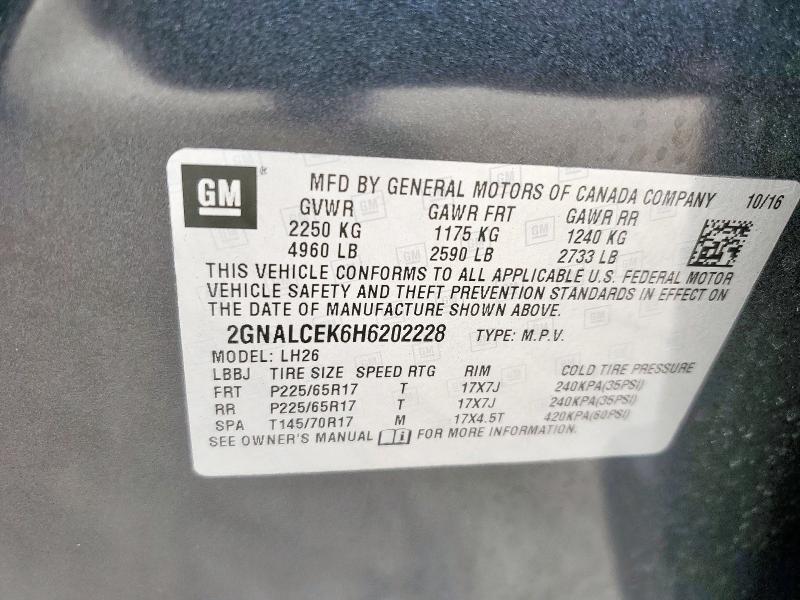 GM® MFD BY GENERAL MOTORS OF CANADA COMPANY 10/16
GVWR GAWR FRT GAWR RR
2250 KG 1175 KG 1240 KG
4960 LB 2590 LB 2733 LB
THIS VEHICLE CONFORMS TO ALL APPLICABLE U.S. FEDERAL MOTOR
VEHICLE SAFETY AND THEFT PREVENTION STANDARDS IN EFFECT ON
THE DATE OF MANUFACTURE SHOWN ABOVE.
2GNALCEK6H6202228 TYPE: M.P.V.
MODEL: LH26
LBBJ TIRE SIZE SPEED RTG RIM COLD TIRE PRESSURE
FRT P225/65R17 T 17X7J 240KPA(35PSI)
RR P225/65R17 T 17X7J 240KPA(35PSI)
SPA T145/70R17 M 17X4.5T 420KPA(60PSI)
SEE OWNER'S MANUAL FOR MORE INFORMATION.